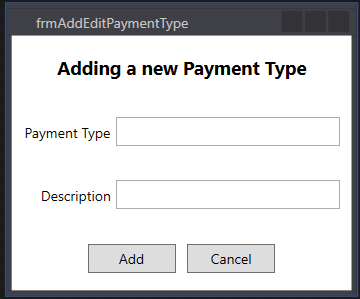 frmAddEditPaymentType
Adding a new Payment Type
Payment Type
Description
Add Cancel